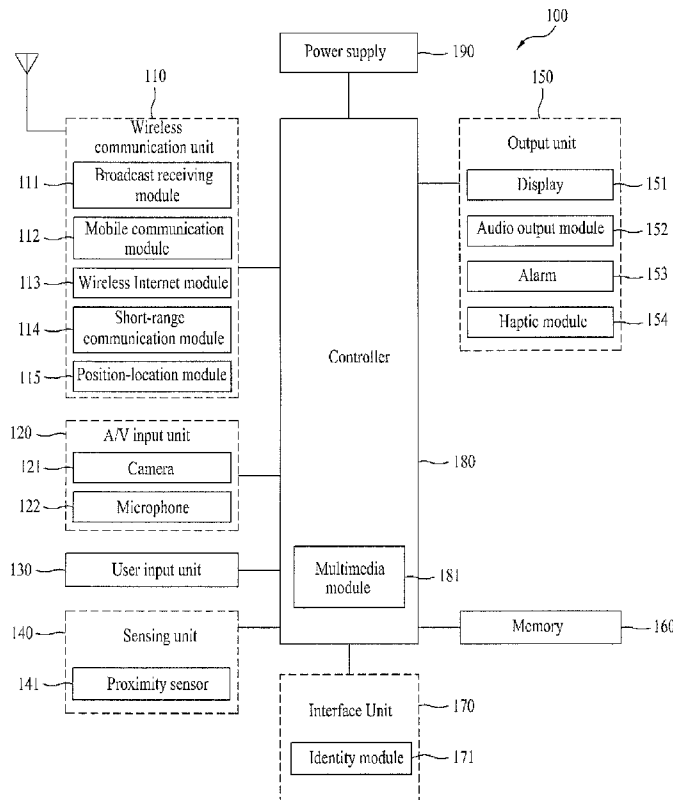 100
Power supply
190
110
Wireless
communication unit
111
Broadcast receiving
module
112
Mobile communication
module
113
Wireless Internet module
114
Short-range
communication module
115
Position-location module
120
A/V input unit
121
Camera
122
Microphone
130
User input unit
140
Sensing unit
141
Proximity sensor
Controller
180
Multimedia
module
181
150
Output unit
Display
151
Audio output module
152
Alarm
153
Haptic module
154
Memory
160
Interface Unit
170
Identity module
171